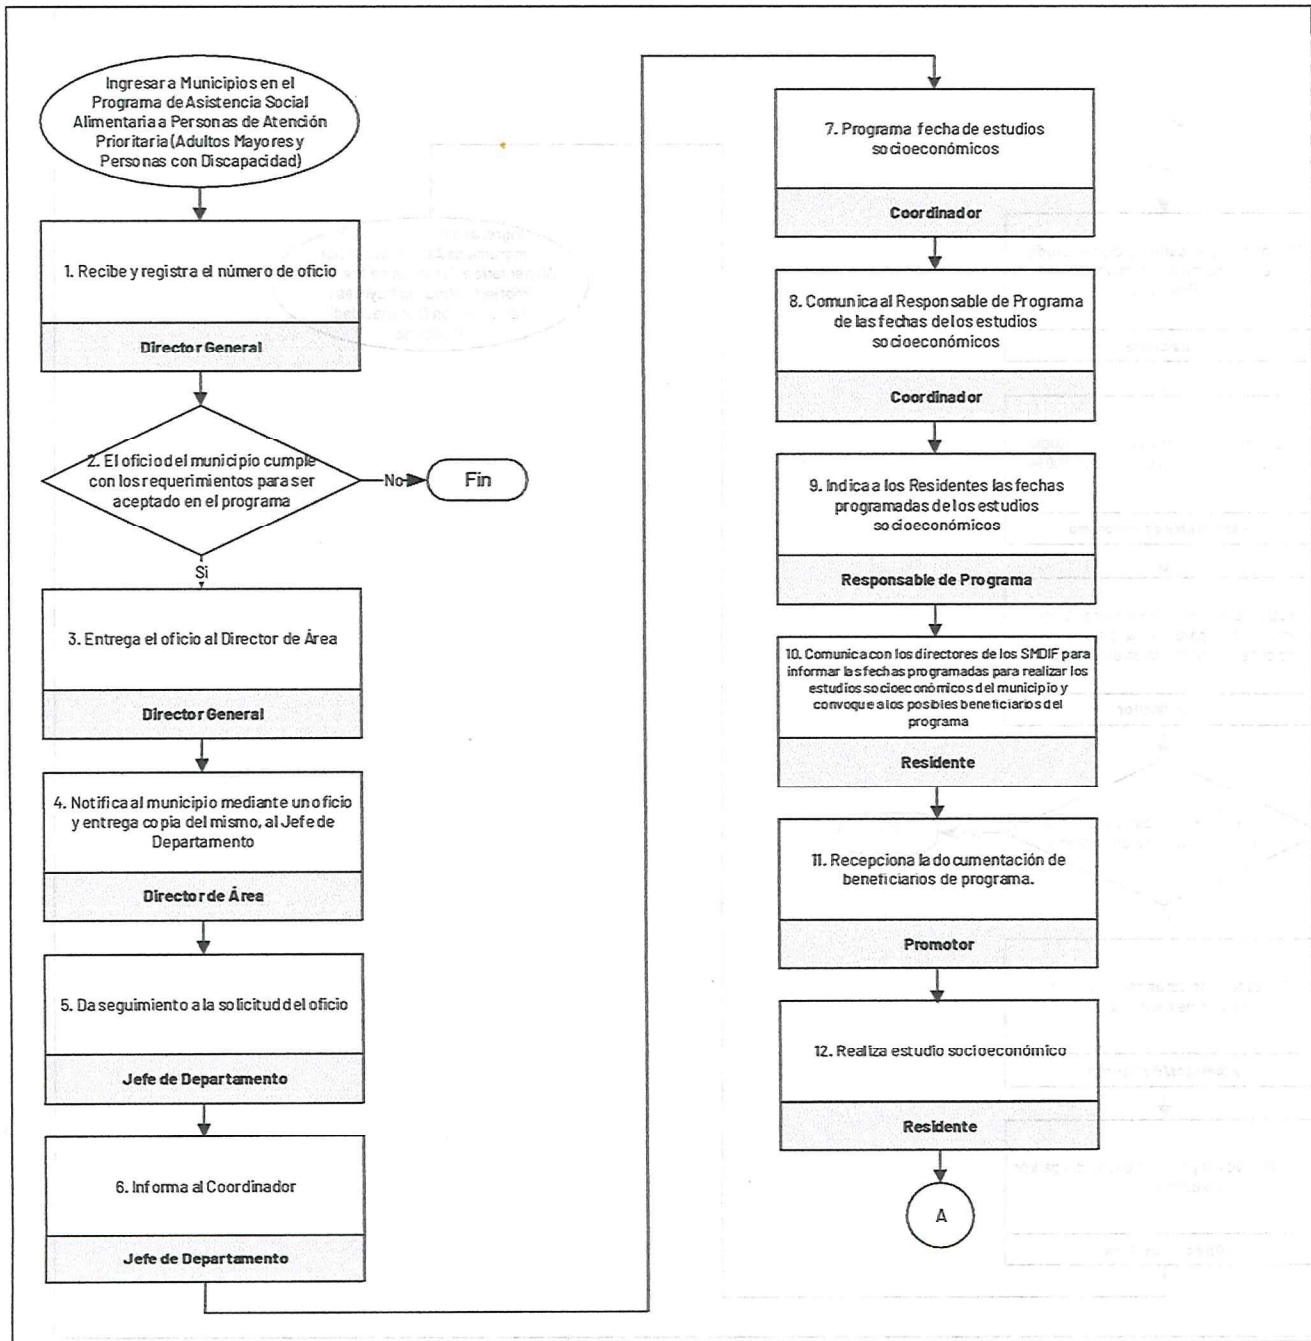 Ingresar a Municipios en el
Programa de Asistencia Social
Alimentaria a Personas de Atención
Prioritaria (Adultos Mayores y
Personas con Discapacidad)
1. Recibe y registra el número de oficio
Director General
2. El oficio del municipio cumple
con los requerimientos para ser
aceptado en el programa
No
Fin
Si
3. Entrega el oficio al Director de Área
Director General
4. Notifica al municipio mediante un oficio
y entrega copia del mismo, al Jefe de
Departamento
Director de Área
5. Da seguimiento a la solicitud del oficio
Jefe de Departamento
6. Informa al Coordinador
Jefe de Departamento
7. Programa fecha de estudios
socioeconómicos
Coordinador
8. Comunica al Responsable de Programa
de las fechas de los estudios
socioeconómicos
Coordinador
9. Indica a los Residentes las fechas
programadas de los estudios
socioeconómicos
Responsable de Programa
10. Comunica con los directores de los SMDIF para
informar las fechas programadas para realizar los
estudios socioeconómicos del municipio y
convoque a los posibles beneficiarios del
programa
Residente
11. Recepciona la documentación de
beneficiarios de programa.
Promotor
12. Realiza estudio socioeconómico
Residente
A